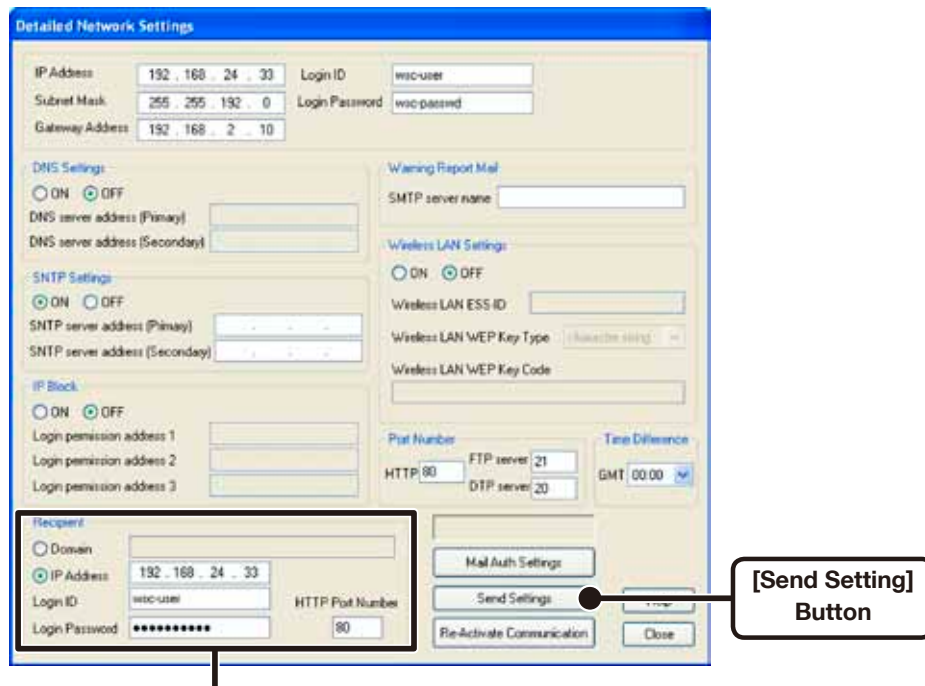 Detailed Network Settings
IP Address 192 . 168 . 24 . 33 Login ID wsc-user
Subnet Mask 255 . 255 . 192 . 0 Login Password wsc-passwd
Gateway Address 192 . 168 . 2 . 10
DNS Settings
ON OFF
DNS server address (Primary)
DNS server address (Secondary)
SNTP Settings
ON OFF
SNTP server address (Primary) . . .
SNTP server address (Secondary) . . .
IP Block
ON OFF
Login permission address 1
Login permission address 2
Login permission address 3
Warning Report Mail
SMTP server name
Wireless LAN Settings
ON OFF
Wireless LAN ESS-ID
Wireless LAN WEP Key Type character string
Wireless LAN WEP Key Code
Port Number
HTTP 80
FTP server 21
DTP server 20
Time Difference
GMT 00:00
Recipient
Domain
IP Address 192 . 168 . 24 . 33
Login ID wsc-user HTTP Port Number
Login Password ●●●●●●●●●● 80
Mail Auth Settings
Send Settings
Re-Activate Communication Close
[Send Setting]
Button